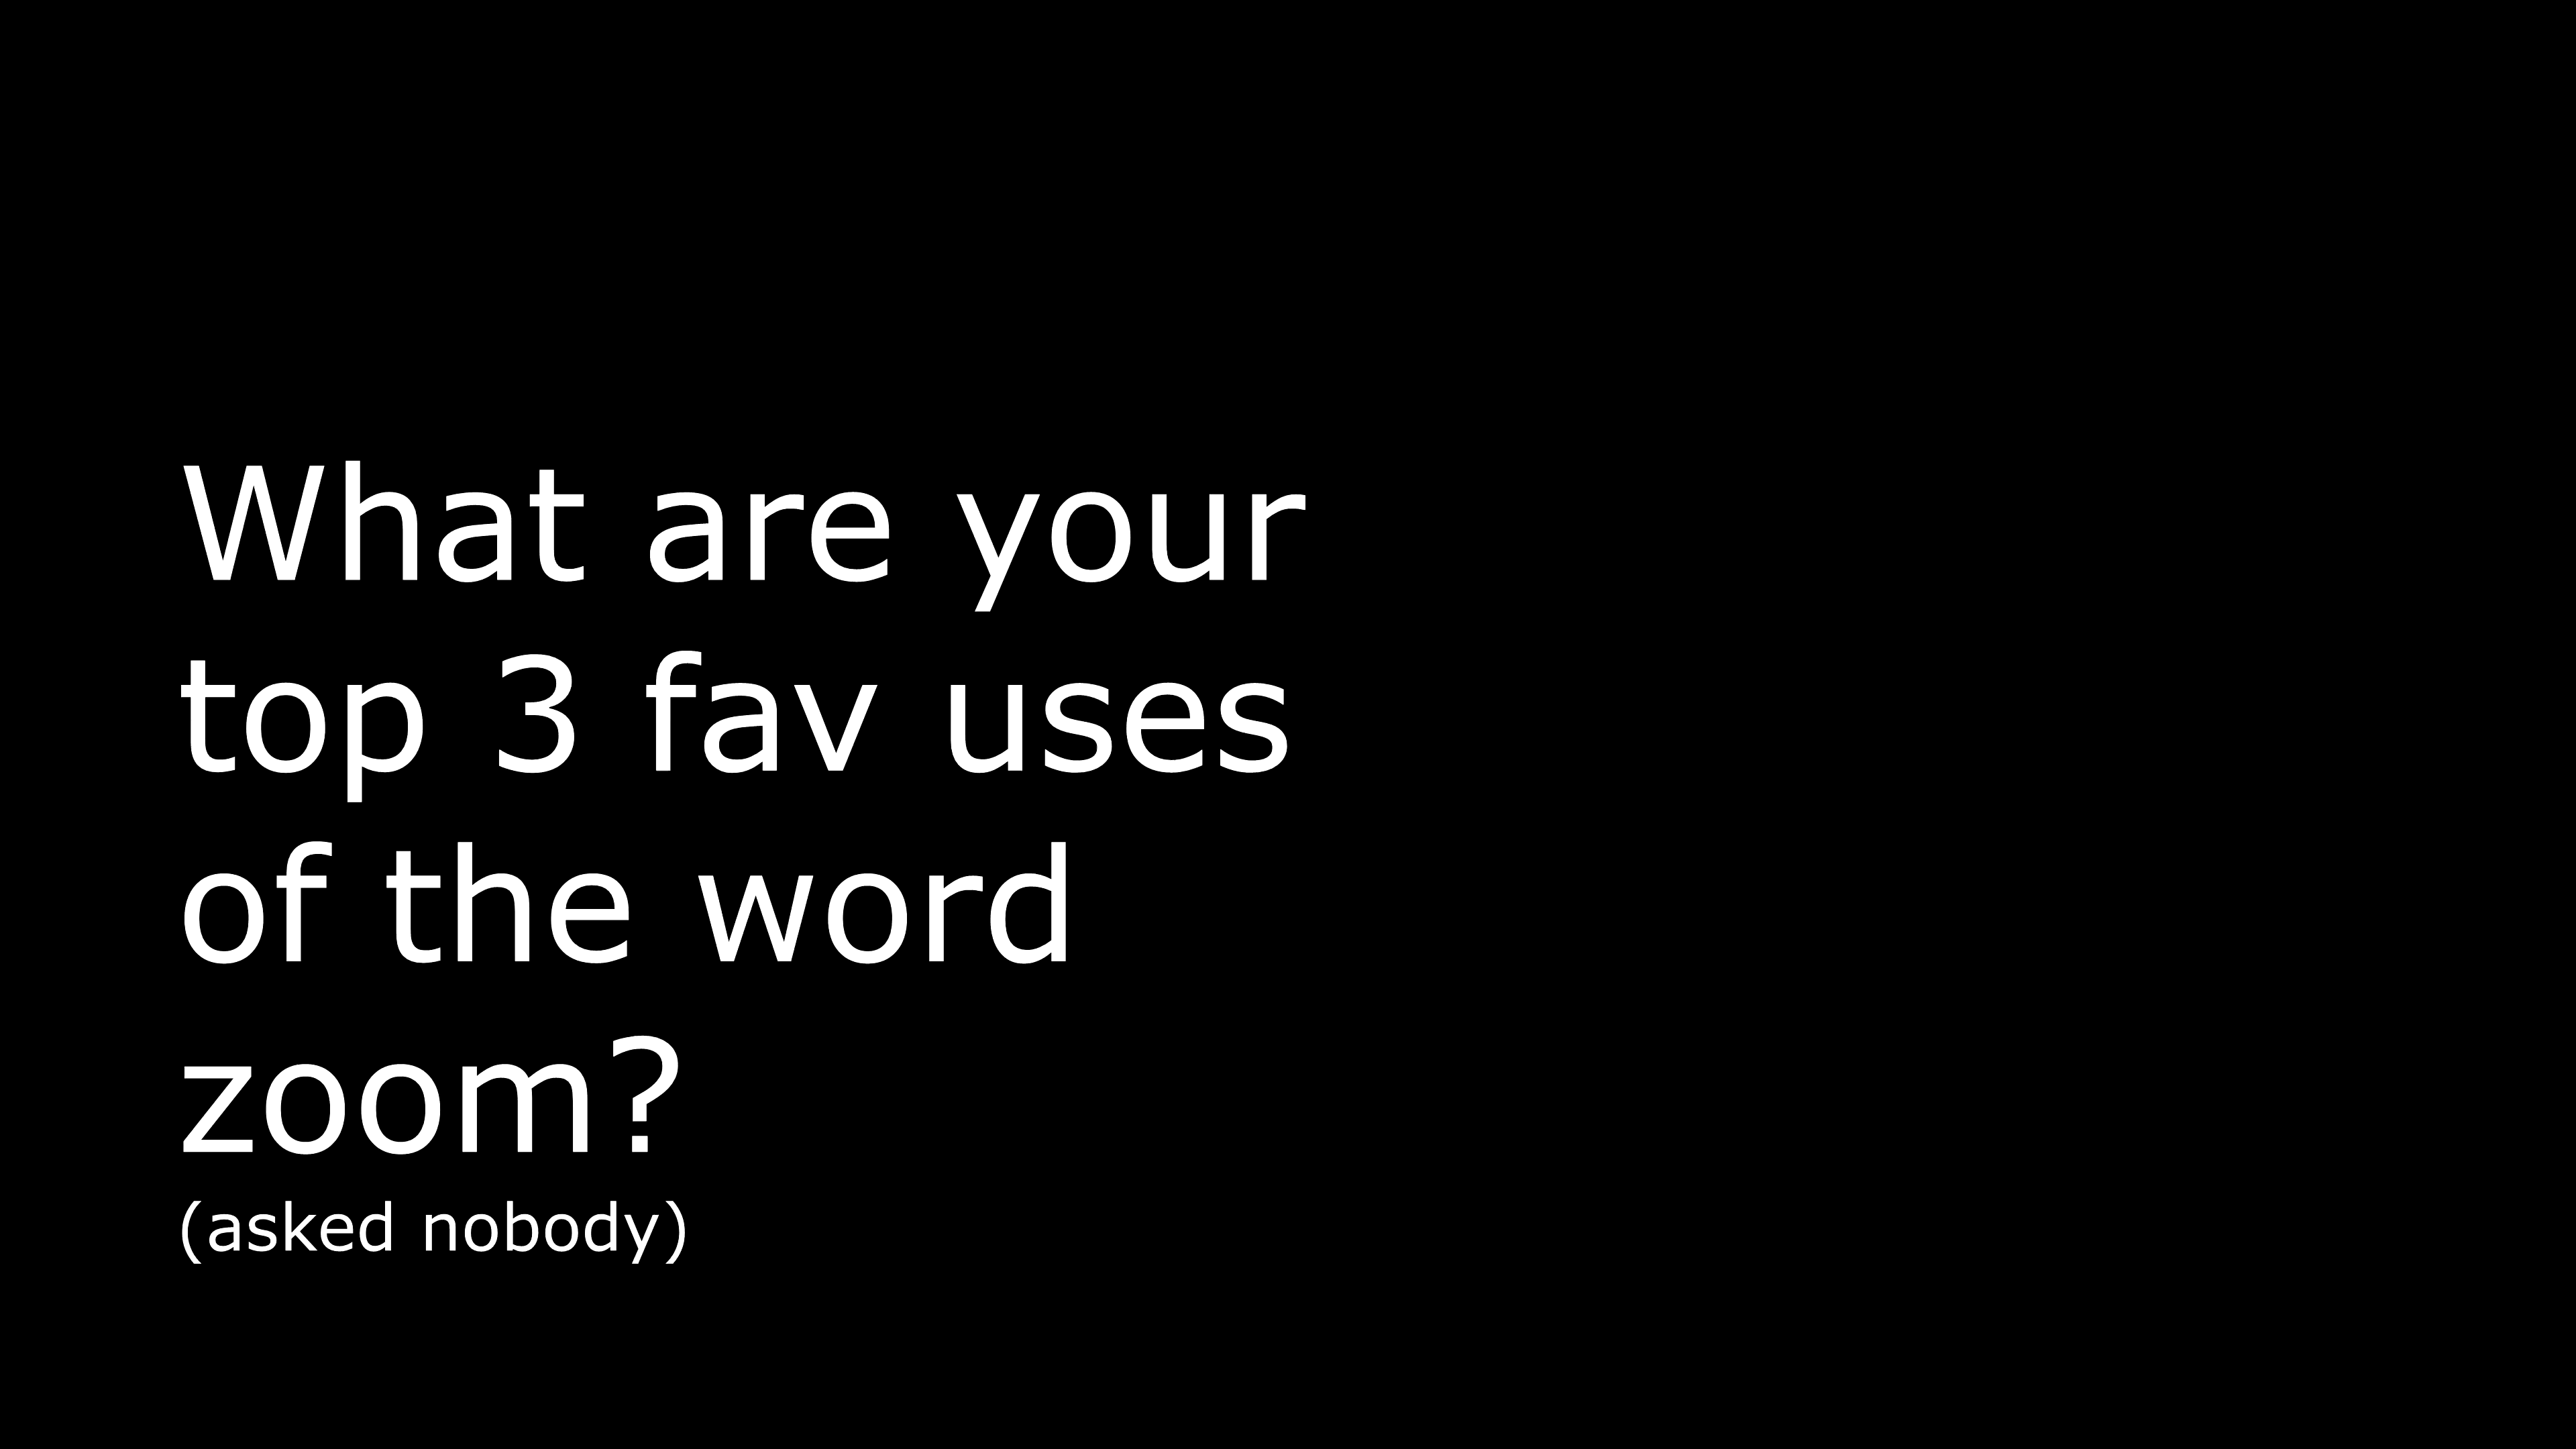 What are your
top 3 fav uses
of the word
zoom?
(asked nobody)